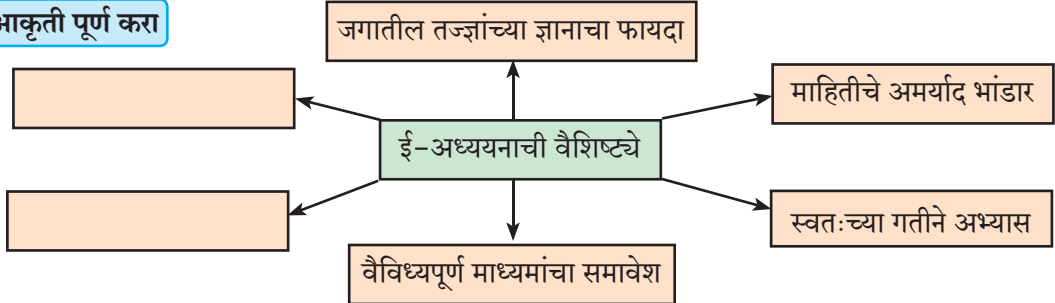 आकृती पूर्ण करा
जगातील तज्ज्ञांच्या ज्ञानाचा फायदा
माहितीचे अमर्याद भांडार
ई-अध्ययनाची वैशिष्ट्ये
स्वतःच्या गतीने अभ्यास
वैविध्यपूर्ण माध्यमांचा समावेश